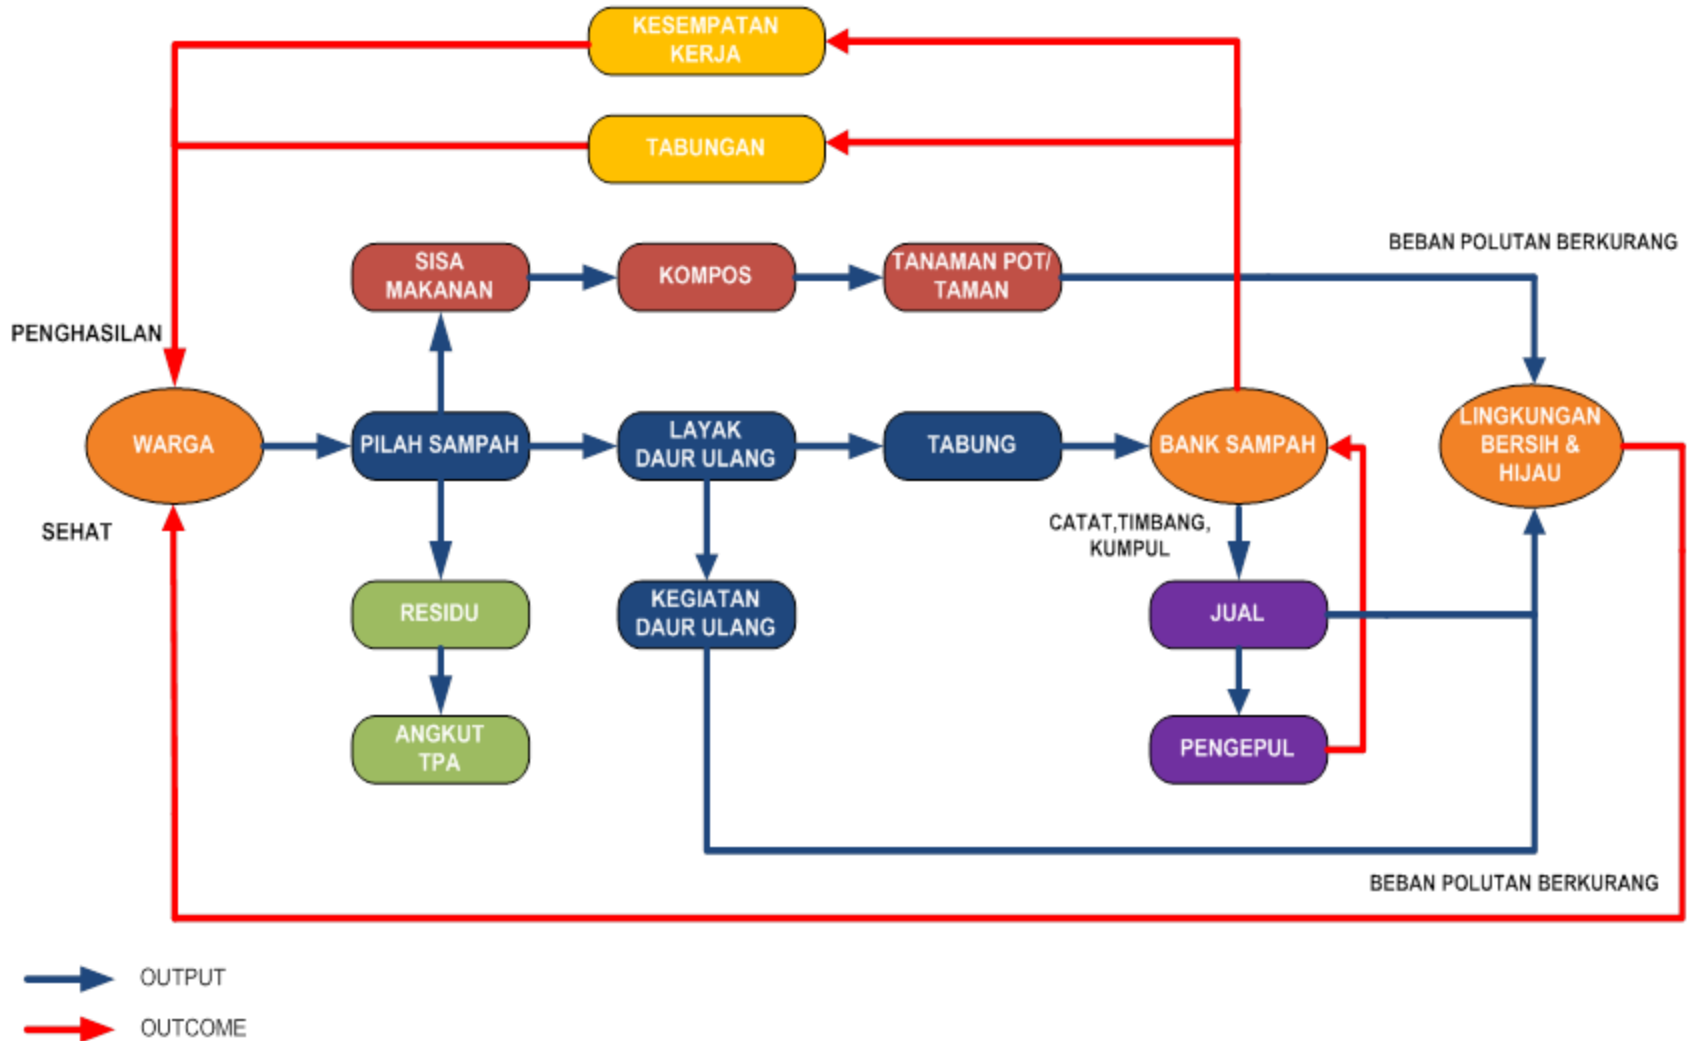 KESEMPATAN
KERJA
TABUNGAN
BEBAN POLUTAN BERKURANG
SISA
MAKANAN
KOMPOS
TANAMAN POT/
TAMAN
PENGHASILAN
WARGA
PILAH SAMPAH
LAYAK
DAUR ULANG
TABUNG
BANK SAMPAH
LINGKUNGAN
BERSIH &
HIJAU
SEHAT
CATAT,TIMBANG,
KUMPUL
RESIDU
KEGIATAN
DAUR ULANG
JUAL
ANGKUT
TPA
PENGEPUL
BEBAN POLUTAN BERKURANG
OUTPUT
OUTCOME